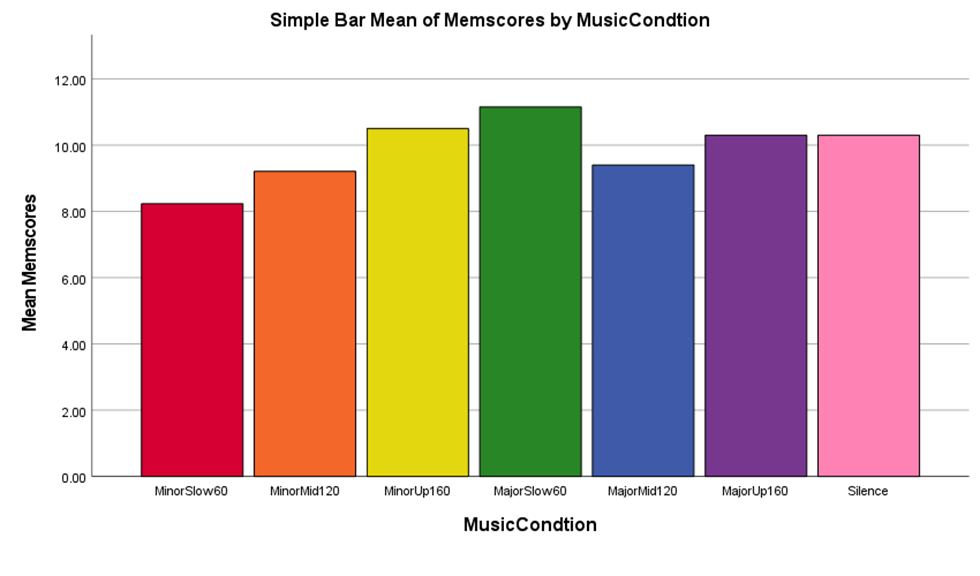 Simple Bar Mean of Memscores by MusicCondtion
Mean Memscores
12.00
10.00
8.00
6.00
4.00
2.00
0.00
MinorSlow60 MinorMid120 MinorUp160 MajorSlow60 MajorMid120 MajorUp160 Silence
MusicCondtion